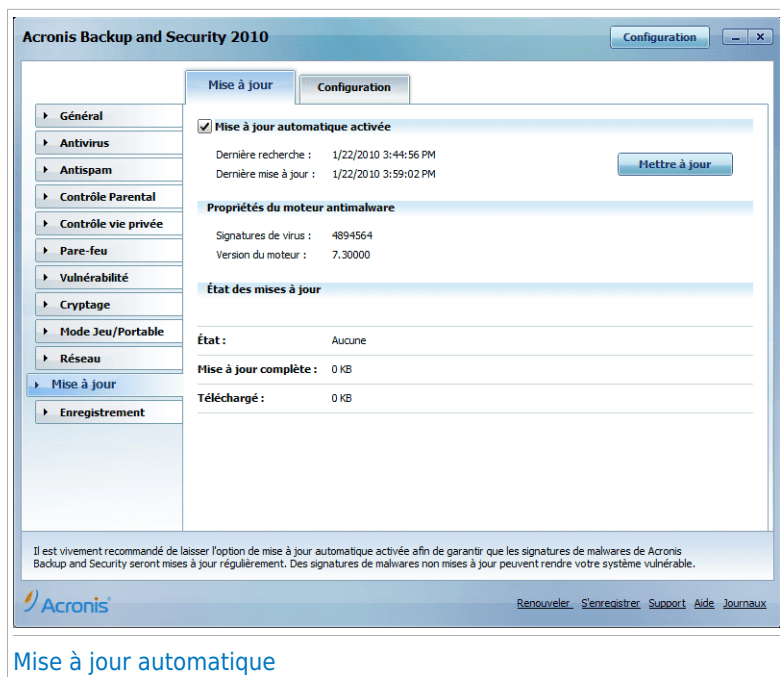 Acronis Backup and Security 2010
Configuration
Mise à jour
Configuration
Général
Antivirus
Antispam
Contrôle Parental
Contrôle vie privée
Pare-feu
Vulnérabilité
Cryptage
Mode Jeu/Portable
Réseau
Mise à jour
Enregistrement
Mise à jour automatique activée
Dernière recherche : 1/22/2010 3:44:56 PM
Dernière mise à jour : 1/22/2010 3:59:02 PM
Mettre à jour
Propriétés du moteur antimalware
Signatures de virus : 4894564
Version du moteur : 7.30000
État des mises à jour
État : Aucune
Mise à jour complète : 0 KB
Téléchargé : 0 KB
Il est vivement recommandé de laisser l'option de mise à jour automatique activée afin de garantir que les signatures de malwares de Acronis
Backup and Security seront mises à jour régulièrement. Des signatures de malwares non mises à jour peuvent rendre votre système vulnérable.
Acronis
Renouveler S'enregistrer Support Aide Journaux
Mise à jour automatique